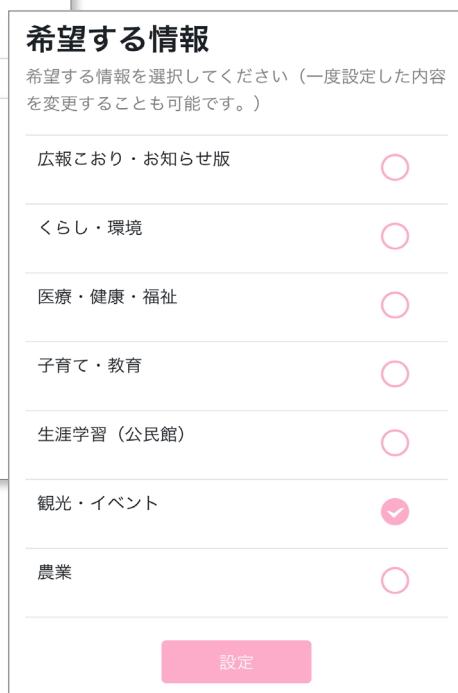 希望する情報
希望する情報を選択してください（一度設定した内容
を変更することも可能です。）
広報こおり・お知らせ版
くらし・環境
医療・健康・福祉
子育て・教育
生涯学習（公民館）
観光・イベント
農業
設定